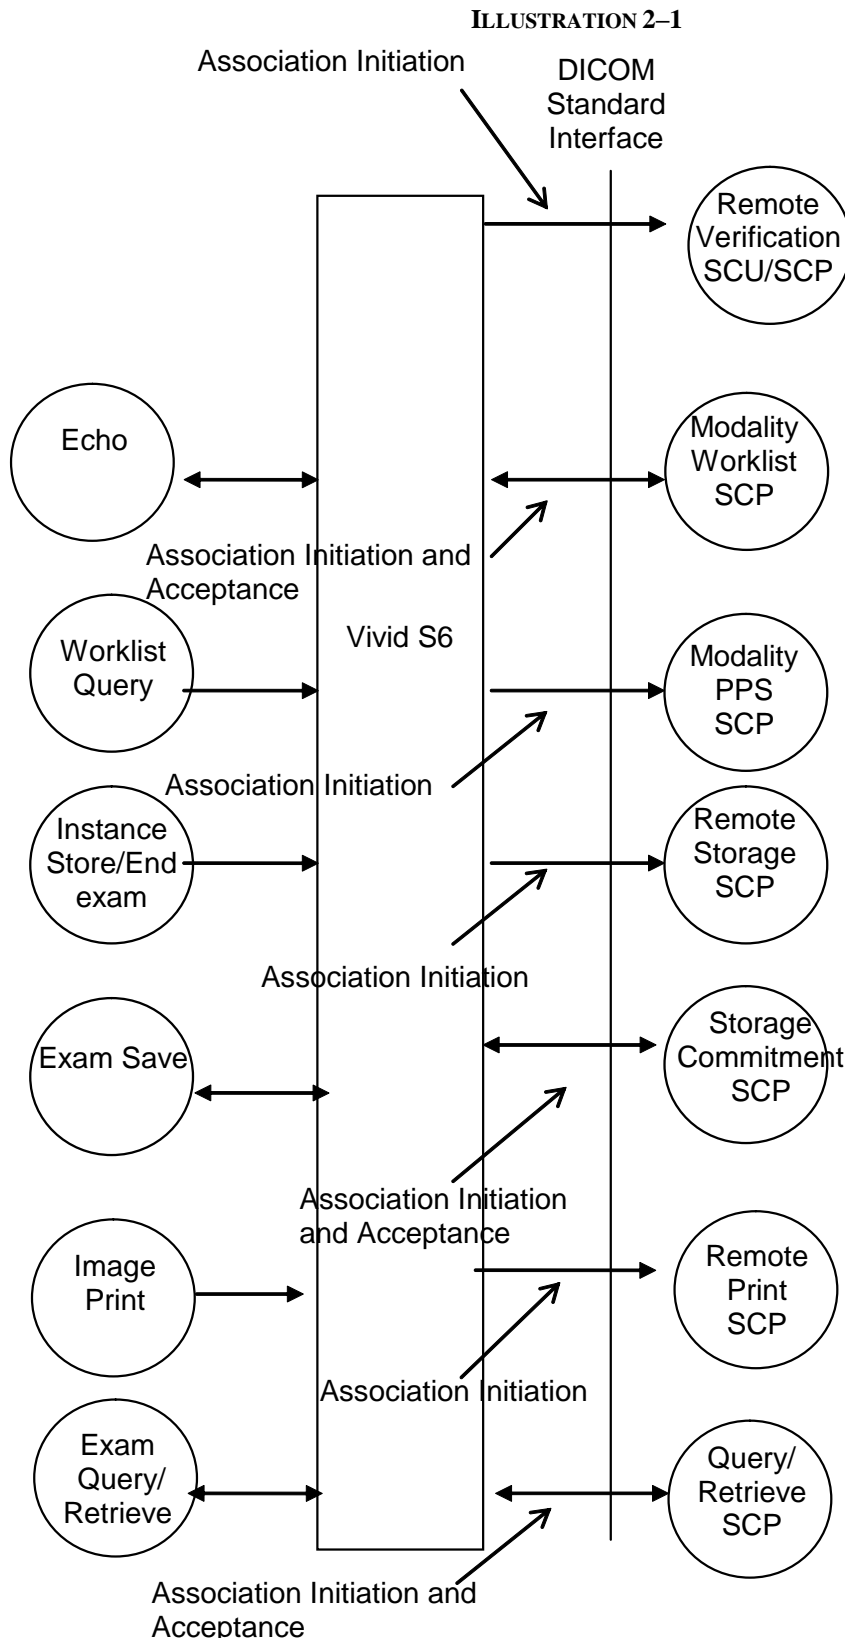 ILLUSTRATION 2–1
Association Initiation
DICOM
Standard
Interface
Remote
Verification
SCU/SCP
Echo
Modality
Worklist
SCP
Association Initiation and
Acceptance
Vivid S6
Worklist
Query
Modality
PPS
SCP
Association Initiation
Instance
Store/End
exam
Remote
Storage
SCP
Association Initiation
Exam Save
Storage
Commitment
SCP
Association Initiation
and Acceptance
Image
Print
Remote
Print
SCP
Association Initiation
Exam
Query/
Retrieve
Query/
Retrieve
SCP
Association Initiation and
Acceptance